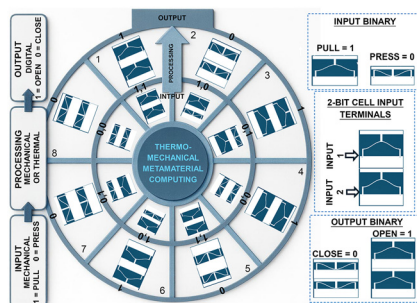 OUTPUT
OUTPUT
DIGITAL
1 = OPEN 0 = CLOSE
PROCESSING
MECHANICAL
OR THERMAL
INPUT
MECHANICAL
1 = PULL 0 = PRESS
PROCESSING
INTPUT
THERMO-
MECHANICAL
METAMATERIAL
COMPUTING
1
2
3
4
5
6
7
8
1
0
0
1
0
1
1
0
1,1
1,0
0,0
1,1
INPUT BINARY
PULL = 1
PRESS= 0
2-BIT CELL INPUT
TERMINALS
INPUT
1
INPUT
2
OUTPUT BINARY
OPEN = 1
CLOSE = 0